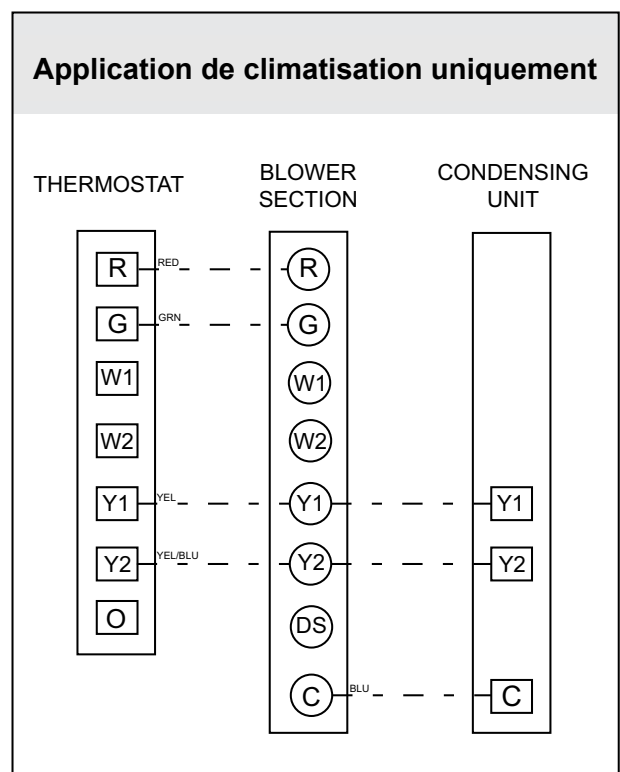 Application de climatisation uniquement
THERMOSTAT
BLOWER
SECTION
CONDENSING
UNIT
R RED R
G GRN G
W1 W1
W2 W2
Y1 YEL Y1 Y1
Y2 YEL/BLU Y2 Y2
O DS
C BLU C